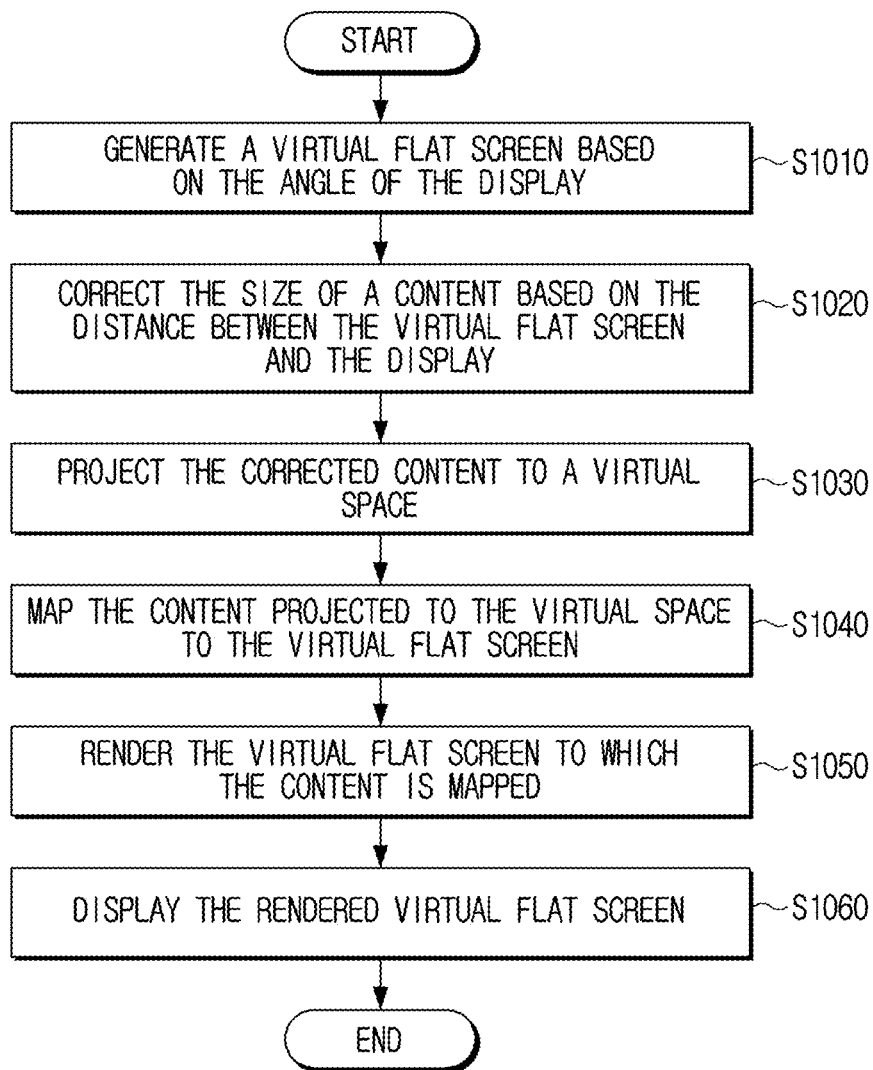 START
GENERATE A VIRTUAL FLAT SCREEN BASED
ON THE ANGLE OF THE DISPLAY
S1010
CORRECT THE SIZE OF A CONTENT BASED ON THE
DISTANCE BETWEEN THE VIRTUAL FLAT SCREEN
AND THE DISPLAY
S1020
PROJECT THE CORRECTED CONTENT TO A VIRTUAL
SPACE
S1030
MAP THE CONTENT PROJECTED TO THE VIRTUAL SPACE
TO THE VIRTUAL FLAT SCREEN
S1040
RENDER THE VIRTUAL FLAT SCREEN TO WHICH
THE CONTENT IS MAPPED
S1050
DISPLAY THE RENDERED VIRTUAL FLAT SCREEN
S1060
END